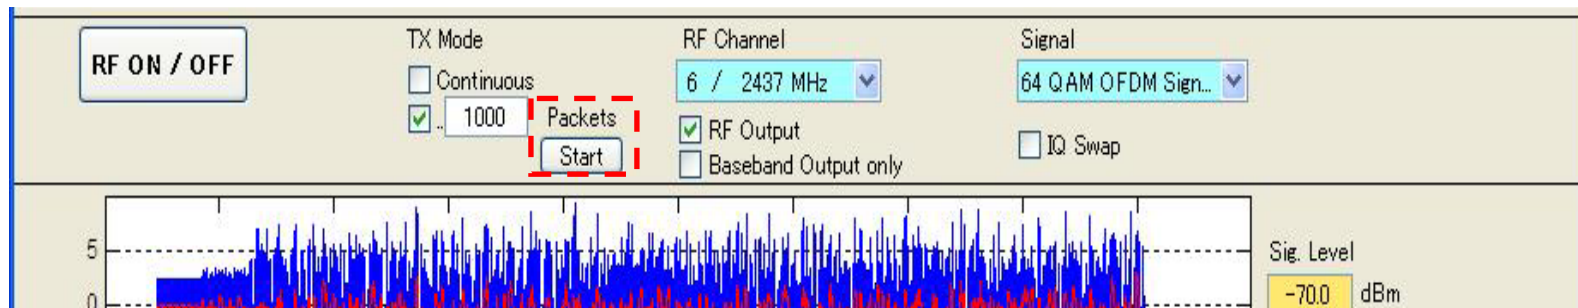 RF ON / OFF
TX Mode
Continuous
.. 1000 Packets
Start
RF Channel
6 / 2437 MHz
RF Output
Baseband Output only
Signal
64 QAM OFDM Sign...
IQ Swap
5
0
Sig. Level
-70.0 dBm